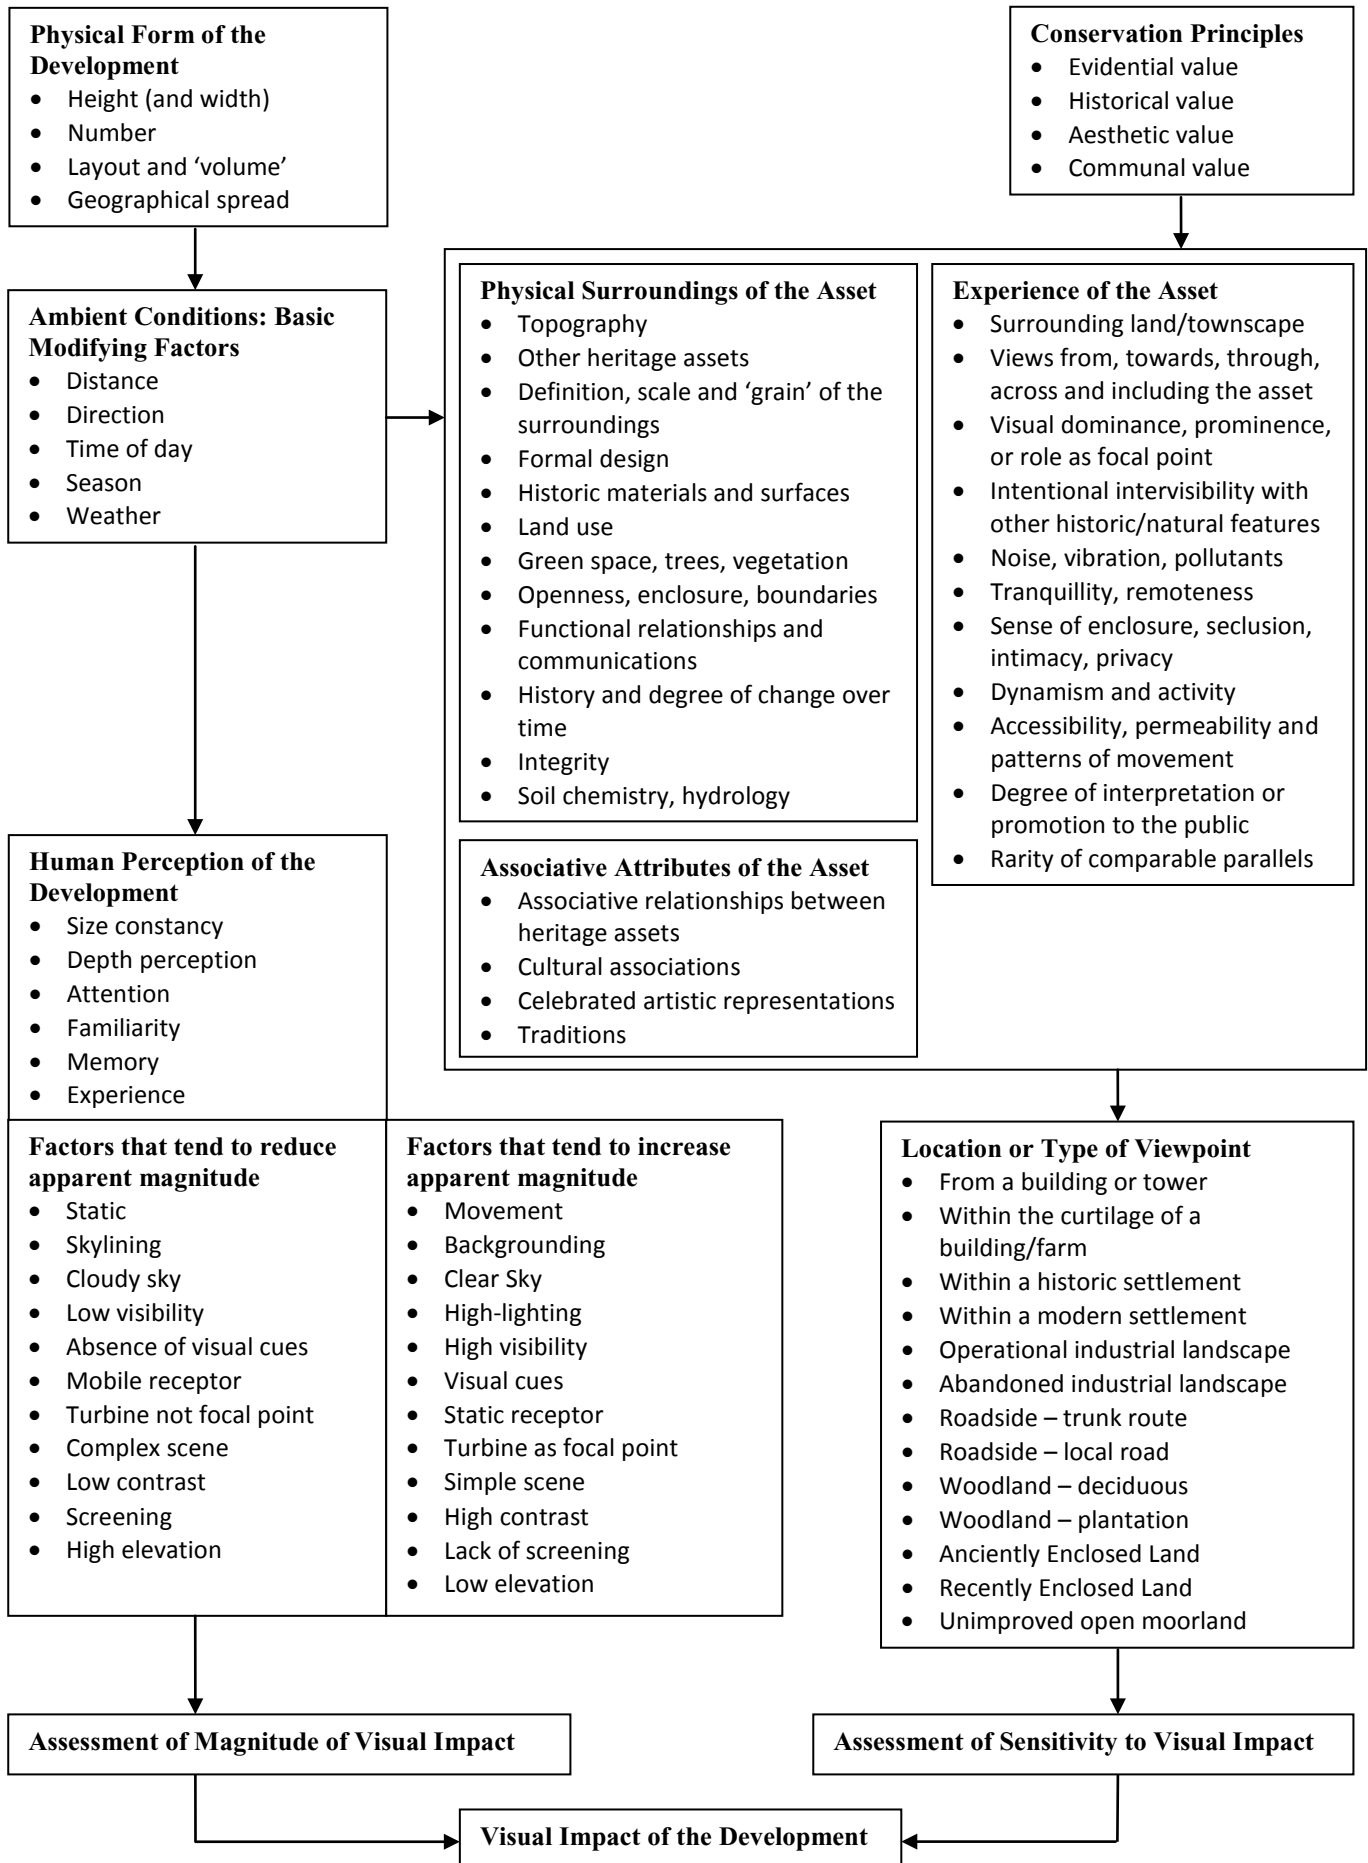 Physical Form of the
Development
• Height (and width)
• Number
• Layout and ‘volume’
• Geographical spread
Conservation Principles
• Evidential value
• Historical value
• Aesthetic value
• Communal value
Ambient Conditions: Basic
Modifying Factors
• Distance
• Direction
• Time of day
• Season
• Weather
Physical Surroundings of the Asset
• Topography
• Other heritage assets
• Definition, scale and ‘grain’ of the
surroundings
• Formal design
• Historic materials and surfaces
• Land use
• Green space, trees, vegetation
• Openness, enclosure, boundaries
• Functional relationships and
communications
• History and degree of change over
time
• Integrity
• Soil chemistry, hydrology
Experience of the Asset
• Surrounding land/townscape
• Views from, towards, through,
across and including the asset
• Visual dominance, prominence,
or role as focal point
• Intentional intervisibility with
other historic/natural features
• Noise, vibration, pollutants
• Tranquillity, remoteness
• Sense of enclosure, seclusion,
intimacy, privacy
• Dynamism and activity
• Accessibility, permeability and
patterns of movement
• Degree of interpretation or
promotion to the public
• Rarity of comparable parallels
Associative Attributes of the Asset
• Associative relationships between
heritage assets
• Cultural associations
• Celebrated artistic representations
• Traditions
Human Perception of the
Development
• Size constancy
• Depth perception
• Attention
• Familiarity
• Memory
• Experience
Factors that tend to reduce
apparent magnitude
• Static
• Skylining
• Cloudy sky
• Low visibility
• Absence of visual cues
• Mobile receptor
• Turbine not focal point
• Complex scene
• Low contrast
• Screening
• High elevation
Factors that tend to increase
apparent magnitude
• Movement
• Backgrounding
• Clear Sky
• High-lighting
• High visibility
• Visual cues
• Static receptor
• Turbine as focal point
• Simple scene
• High contrast
• Lack of screening
• Low elevation
Location or Type of Viewpoint
• From a building or tower
• Within the curtilage of a
building/farm
• Within a historic settlement
• Within a modern settlement
• Operational industrial landscape
• Abandoned industrial landscape
• Roadside – trunk route
• Roadside – local road
• Woodland – deciduous
• Woodland – plantation
• Anciently Enclosed Land
• Recently Enclosed Land
• Unimproved open moorland
Assessment of Magnitude of Visual Impact
Assessment of Sensitivity to Visual Impact
Visual Impact of the Development